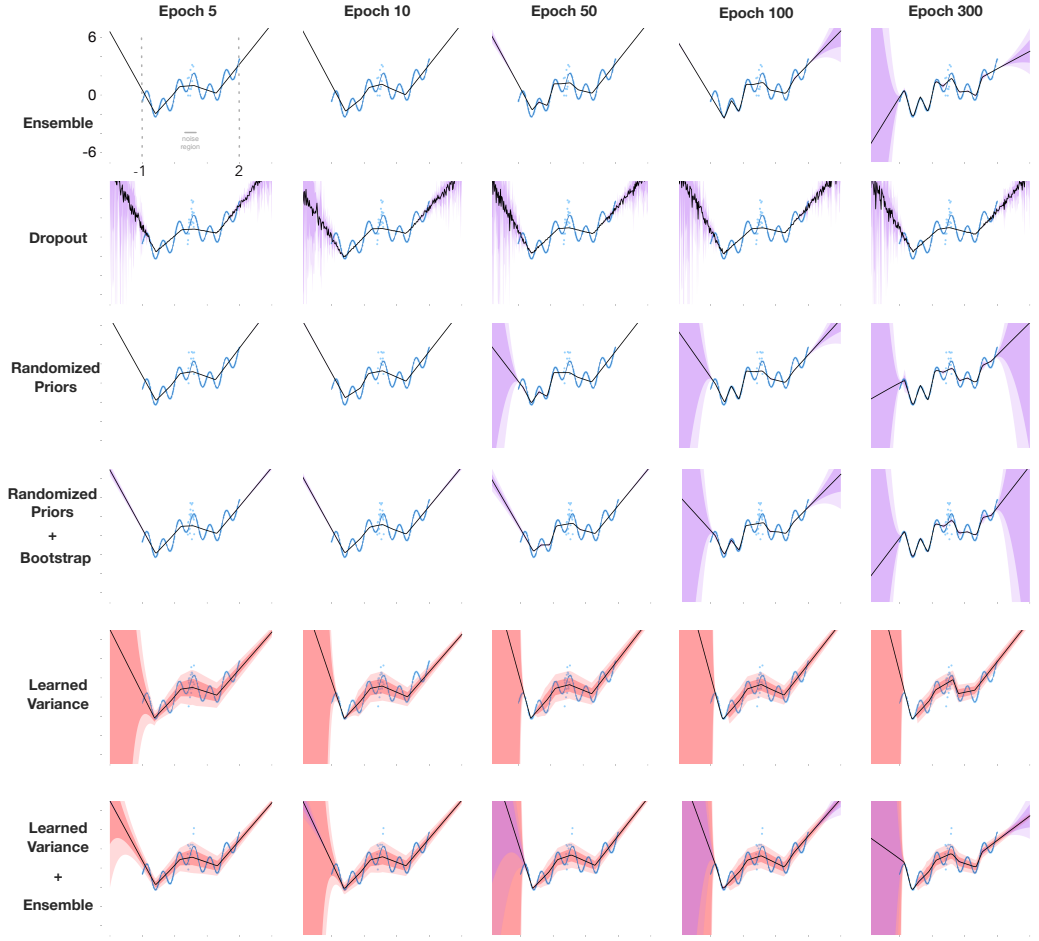 Epoch 5 Epoch 10 Epoch 50 Epoch 100 Epoch 300
6
0
Ensemble
noise
region
-6
-1 2
Dropout
Randomized
Priors
Randomized
Priors
+
Bootstrap
Learned
Variance
Learned
Variance
+
Ensemble